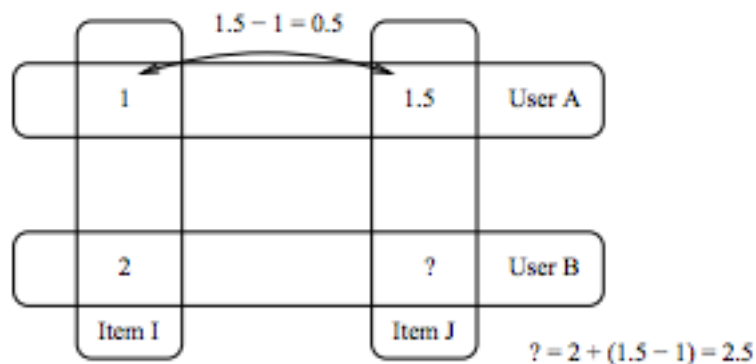 1.5 − 1 = 0.5
1 1.5 User A
2 ? User B
Item I Item J
? = 2 + (1.5 − 1) = 2.5